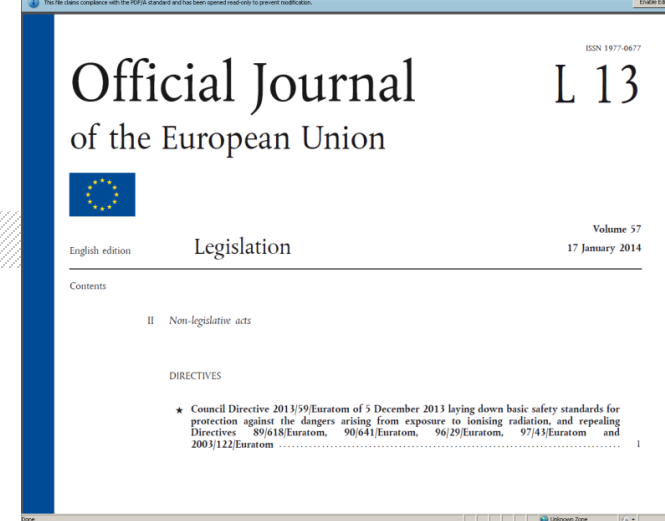 This file claims compliance with the PDF/A standard and has been opened read-only to prevent modification.
ISSN 1977-0677
Official Journal L 13
of the European Union
Volume 57
English edition Legislation 17 January 2014
Contents
II Non-legislative acts
DIRECTIVES
★ Council Directive 2013/59/Euratom of 5 December 2013 laying down basic safety standards for
protection against the dangers arising from exposure to ionising radiation, and repealing
Directives 89/618/Euratom, 90/641/Euratom, 96/29/Euratom, 97/43/Euratom and
2003/122/Euratom ........................................................................ 1
Done Unknown Zone